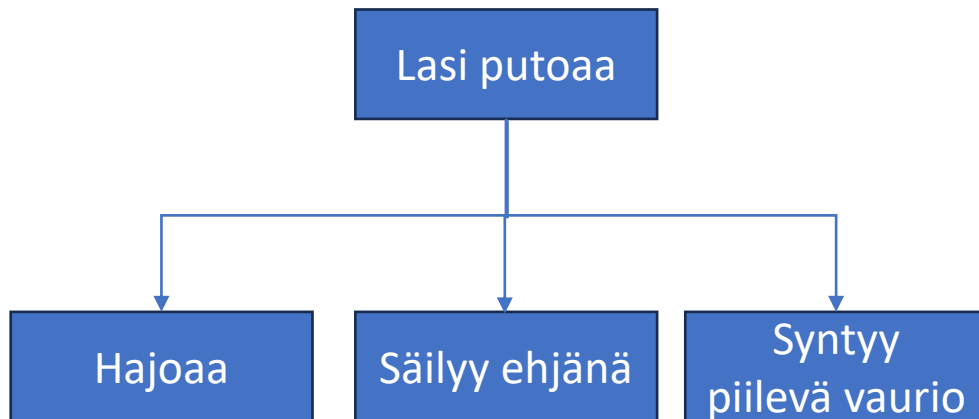 Lasi putoaa
Hajoaa
Säilyy ehjänä
Syntyy
piilevä vaurio